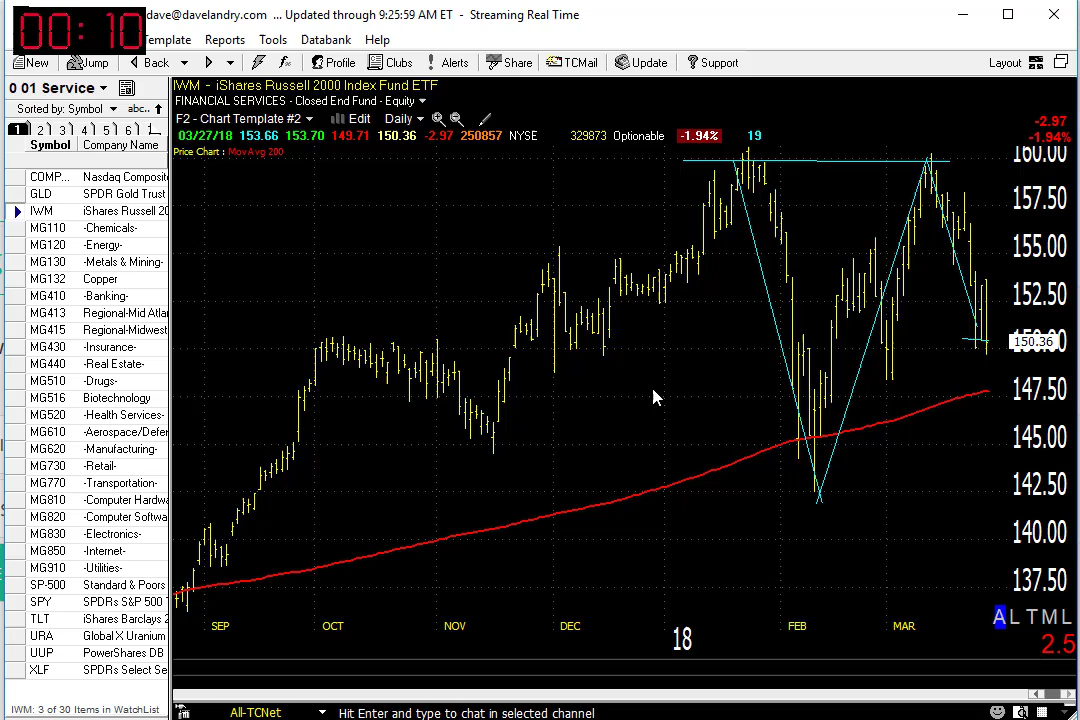 00:10
dave@davelandry.com ... Updated through 9:25:59 AM ET - Streaming Real Time
Template Reports Tools Databank Help
New Jump Back Profile Clubs Alerts Share TCMail Update Support Layout
0 01 Service
Sorted by: Symbol abc..
1 2 3 4 5 6
Symbol Company Name
COMP... Nasdaq Composite
GLD SPDR Gold Trust
IWM iShares Russell 20
MG110 -Chemicals-
MG120 -Energy-
MG130 -Metals & Mining-
MG132 Copper
MG410 -Banking-
MG413 Regional-Mid Atlan
MG415 Regional-Midwest
MG430 -Insurance-
MG440 -Real Estate-
MG510 -Drugs-
MG516 Biotechnology
MG520 -Health Services-
MG610 -Aerospace/Defen
MG620 -Manufacturing-
MG730 -Retail-
MG770 -Transportation-
MG810 -Computer Hardwa
MG820 -Computer Softwa
MG830 -Electronics-
MG850 -Internet-
MG910 -Utilities-
SP-500 Standard & Poors
SPY SPDRs S&P 500
TLT iShares Barclays 2
URA Global X Uranium
UUP PowerShares DB
XLF SPDRs Select Se
IWM: 3 of 30 Items in WatchList
IWM - iShares Russell 2000 Index Fund ETF
FINANCIAL SERVICES - Closed End Fund - Equity
F2 - Chart Template #2 Edit Daily
03/27/18 153.66 153.70 149.71 150.36 -2.97 250857 NYSE 329873 Optionable -1.94% 19
-2.97
-1.94%
Price Chart : Mov Avg 200
160.00
157.50
155.00
152.50
150.36
147.50
145.00
142.50
140.00
137.50
SEP OCT NOV DEC 18 FEB MAR
A L T M L
2.5
All-TCNet Hit Enter and type to chat in selected channel